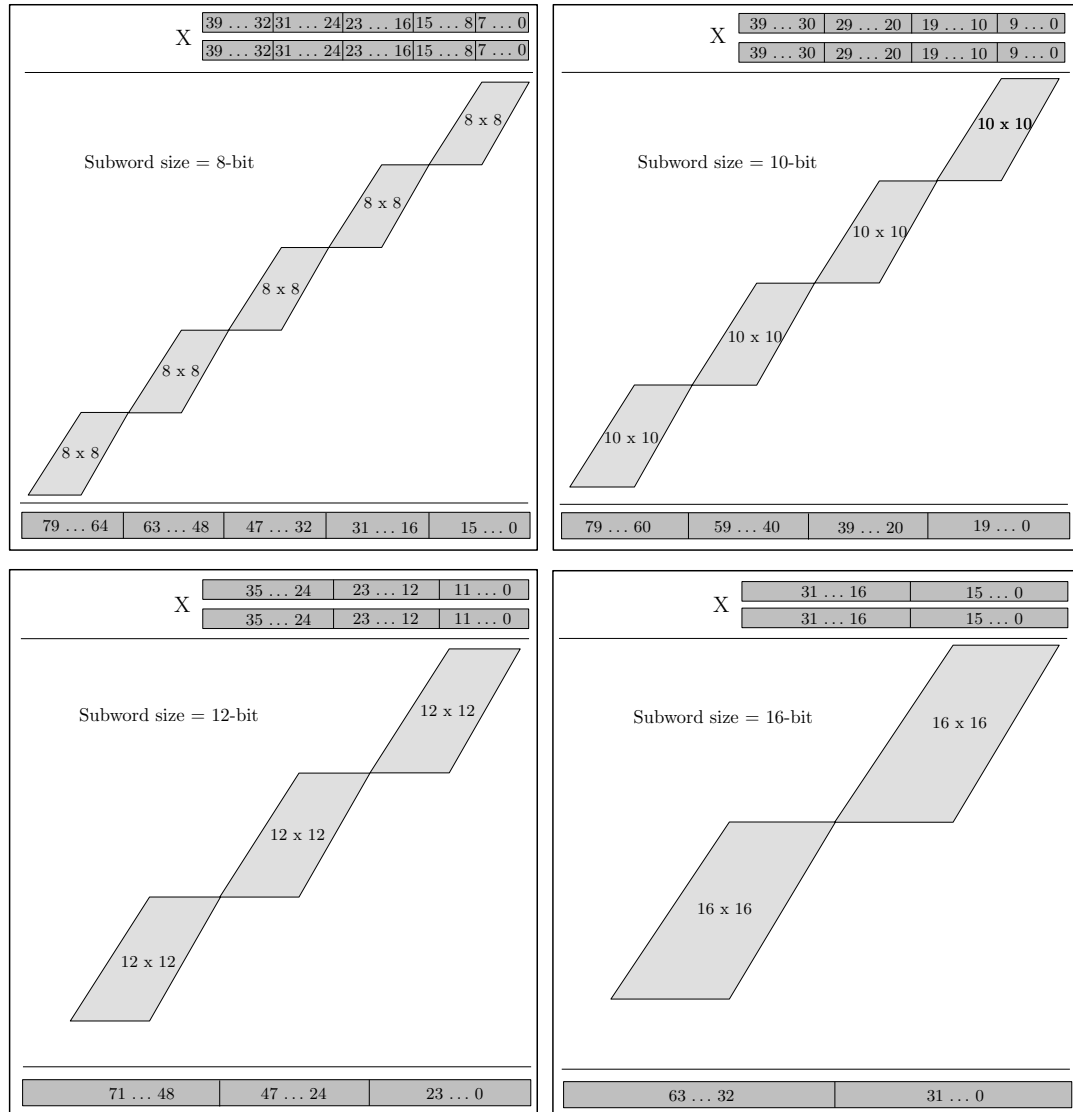 39 ... 32 31 ... 24 23 ... 16 15 ... 8 7 ... 0
X
39 ... 32 31 ... 24 23 ... 16 15 ... 8 7 ... 0
8 x 8
Subword size = 8-bit
8 x 8
8 x 8
8 x 8
8 x 8
79 ... 64 63 ... 48 47 ... 32 31 ... 16 15 ... 0
39 ... 30 29 ... 20 19 ... 10 9 ... 0
X
39 ... 30 29 ... 20 19 ... 10 9 ... 0
10 x 10
Subword size = 10-bit
10 x 10
10 x 10
10 x 10
79 ... 60 59 ... 40 39 ... 20 19 ... 0
35 ... 24 23 ... 12 11 ... 0
X
35 ... 24 23 ... 12 11 ... 0
12 x 12
Subword size = 12-bit
12 x 12
12 x 12
71 ... 48 47 ... 24 23 ... 0
31 ... 16 15 ... 0
X
31 ... 16 15 ... 0
16 x 16
Subword size = 16-bit
16 x 16
63 ... 32 31 ... 0